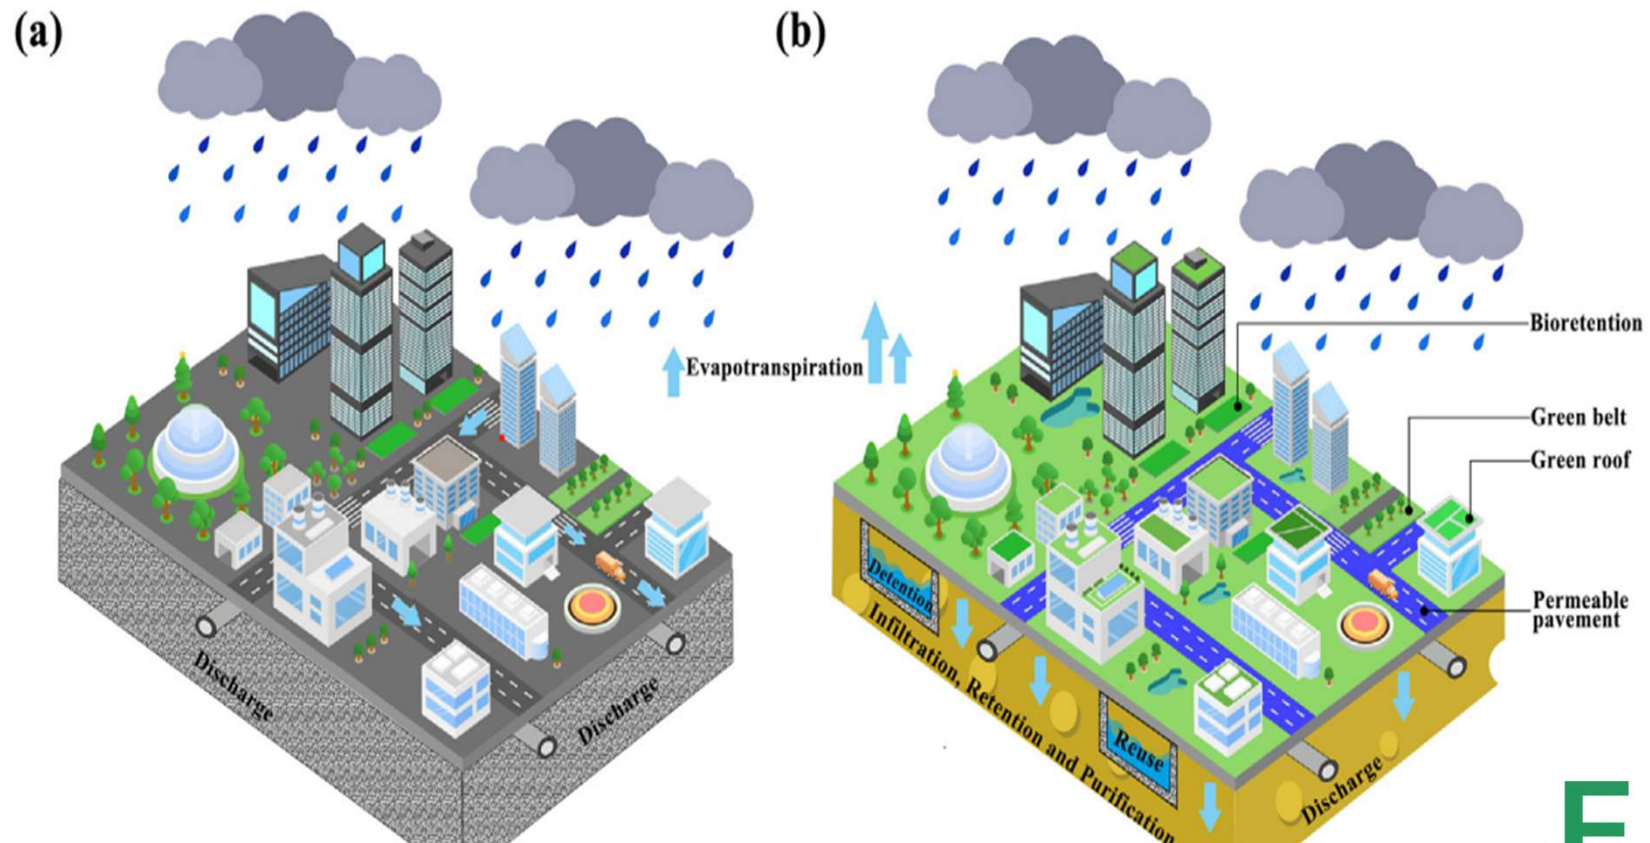 (a)
(b)
Evapotranspiration
Bioretention
Green belt
Green roof
Permeable
pavement
Detention
Infiltration, Retention and Purification
Reuse
Discharge
Discharge
Discharge
E